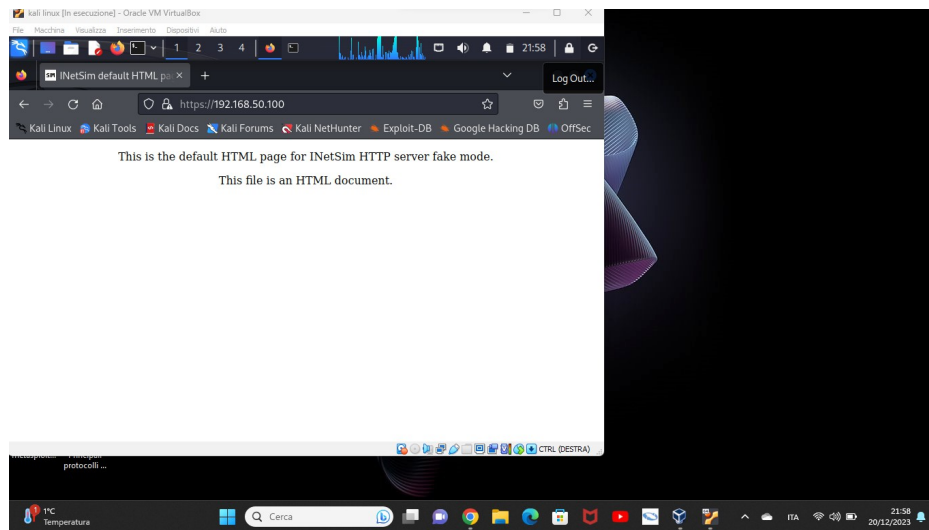 kali linux [In esecuzione] - Oracle VM VirtualBox
File Macchina Visualizza Inserimento Dispositivi Aiuto
1 2 3 4 21:58
INetSim default HTML pa
Log Out...
https://192.168.50.100
Kali Linux Kali Tools Kali Docs Kali Forums Kali NetHunter Exploit-DB Google Hacking DB OffSec
This is the default HTML page for INetSim HTTP server fake mode.
This file is an HTML document.
CTRL (DESTRA)
protocolli ...
1
1°C
Temperatura
Cerca
ITA
21:58
20/12/2023